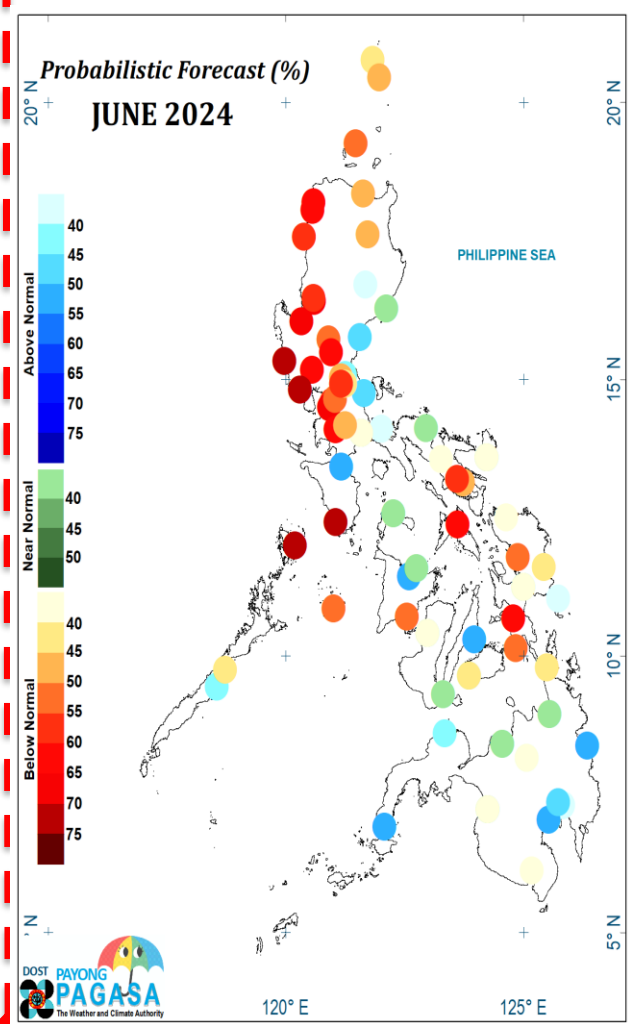 Probabilistic Forecast (%)
JUNE 2024
20° N
20° N
PHILIPPINE SEA
Above Normal
40
45
50
55
60
65
70
75
15° N
Near Normal
40
45
50
Below Normal
40
45
50
55
60
65
70
75
10° N
N
5° N
DOST
PAYONG
PAGASA
The Weather and Climate Authority
120° E
125° E